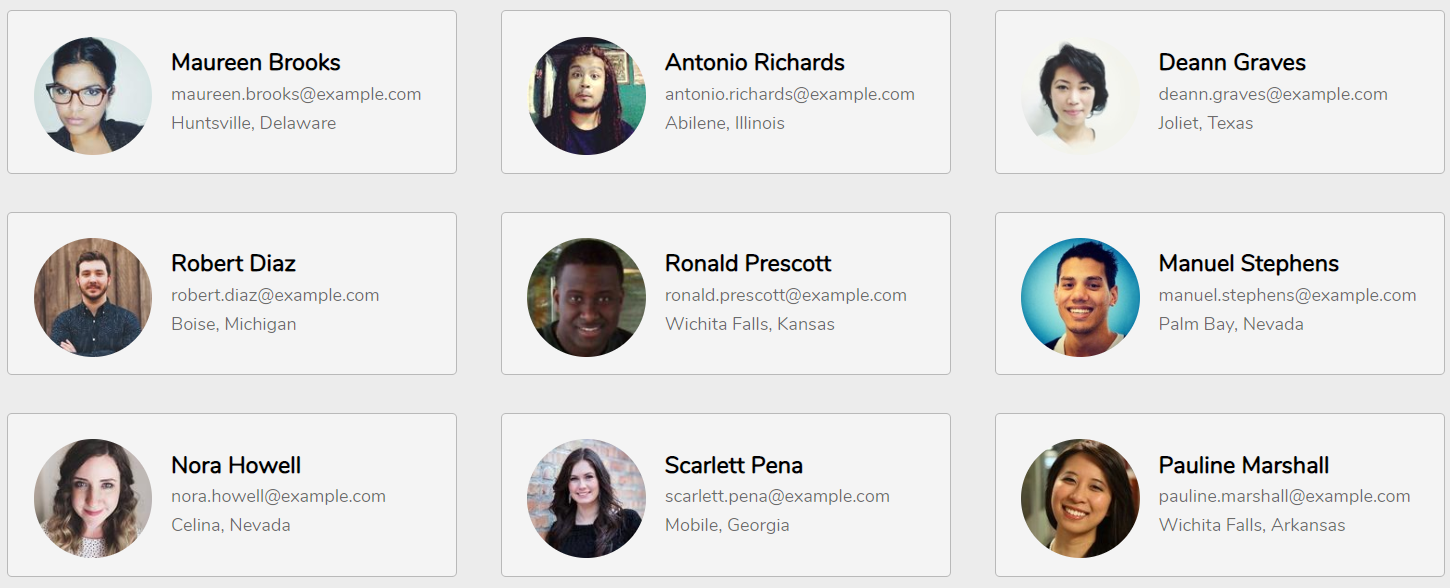 Maureen Brooks
maureen.brooks@example.com
Huntsville, Delaware
Antonio Richards
antonio.richards@example.com
Abilene, Illinois
Deann Graves
deann.graves@example.com
Joliet, Texas
Robert Diaz
robert.diaz@example.com
Boise, Michigan
Ronald Prescott
ronald.prescott@example.com
Wichita Falls, Kansas
Manuel Stephens
manuel.stephens@example.com
Palm Bay, Nevada
Nora Howell
nora.howell@example.com
Celina, Nevada
Scarlett Pena
scarlett.pena@example.com
Mobile, Georgia
Pauline Marshall
pauline.marshall@example.com
Wichita Falls, Arkansas